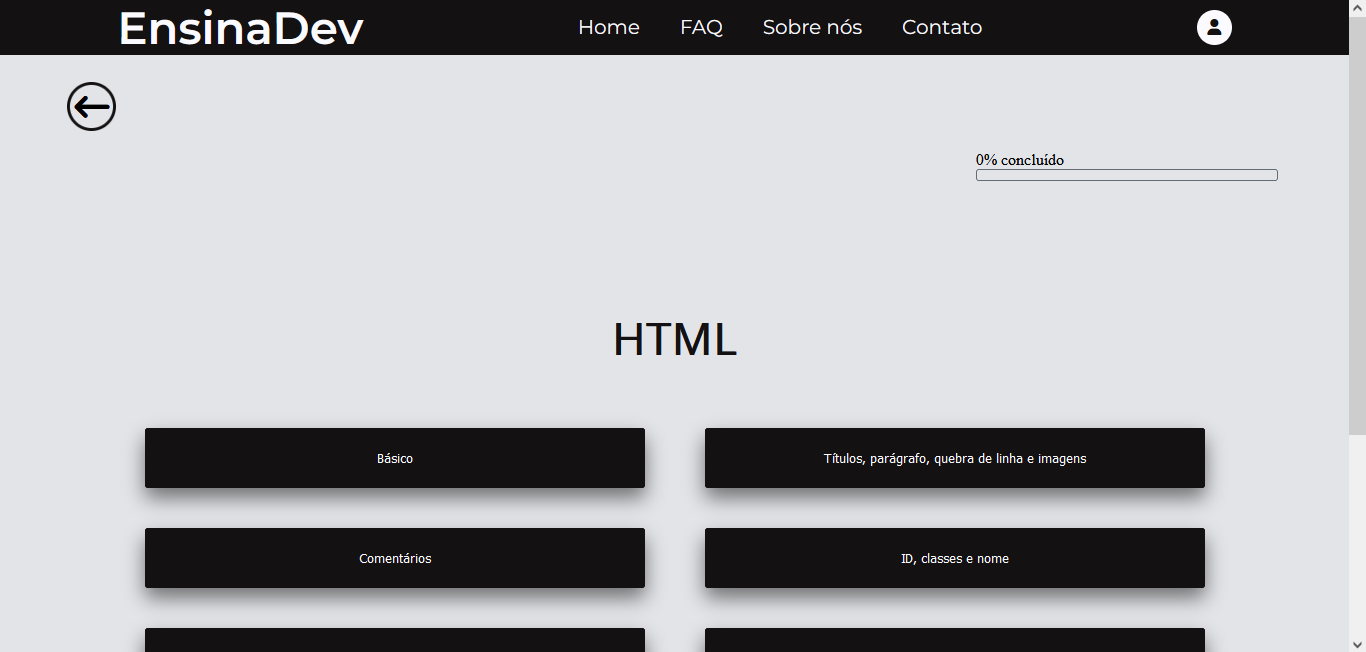 EnsinaDev
Home FAQ Sobre nós Contato
0% concluído
HTML
Básico
Títulos, parágrafo, quebra de linha e imagens
Comentários
ID, classes e nome